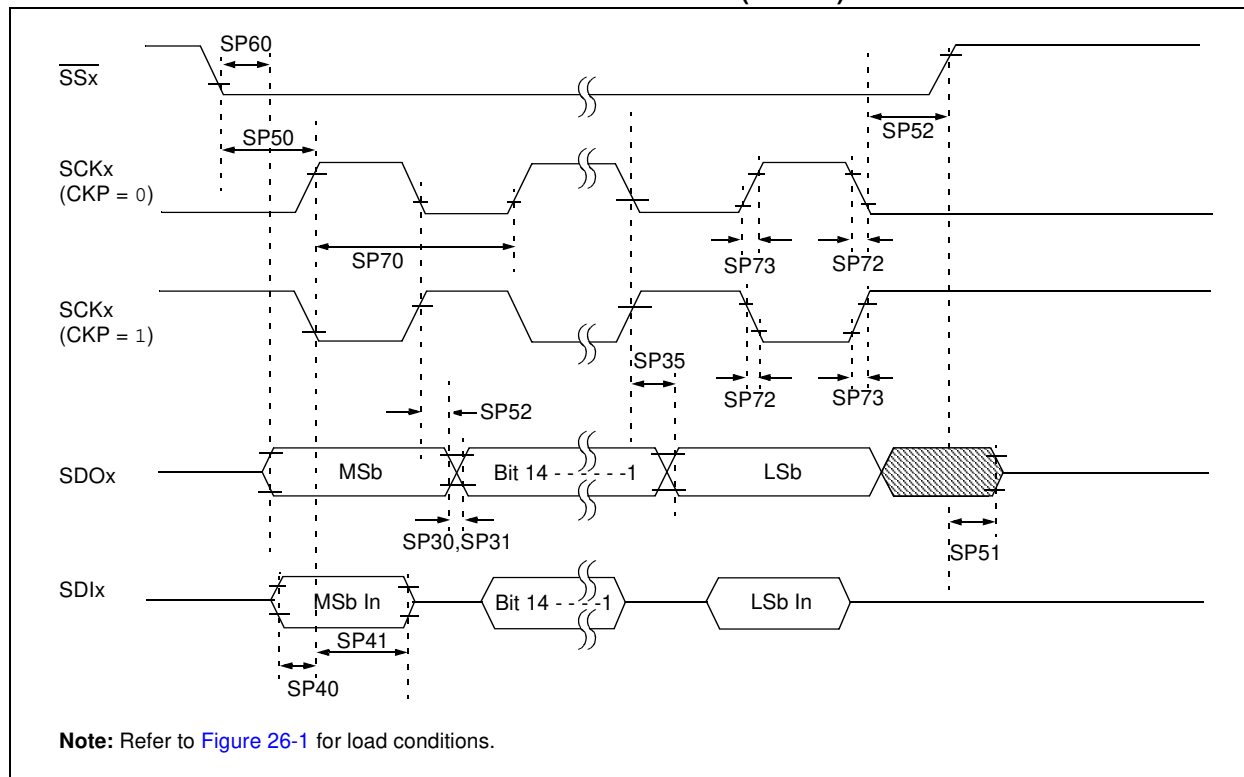 SP60
SSx
SP50
SP52
SCKx
(CKP = 0)
SP70
SP73
SP72
SCKx
(CKP = 1)
SP35
SP72
SP73
SP52
SDOx
MSb
Bit 14 - - - - - -1
LSb
SP30,SP31
SP51
SDIx
MSb In
Bit 14 - - - -1
LSb In
SP41
SP40
Note: Refer to Figure 26-1 for load conditions.